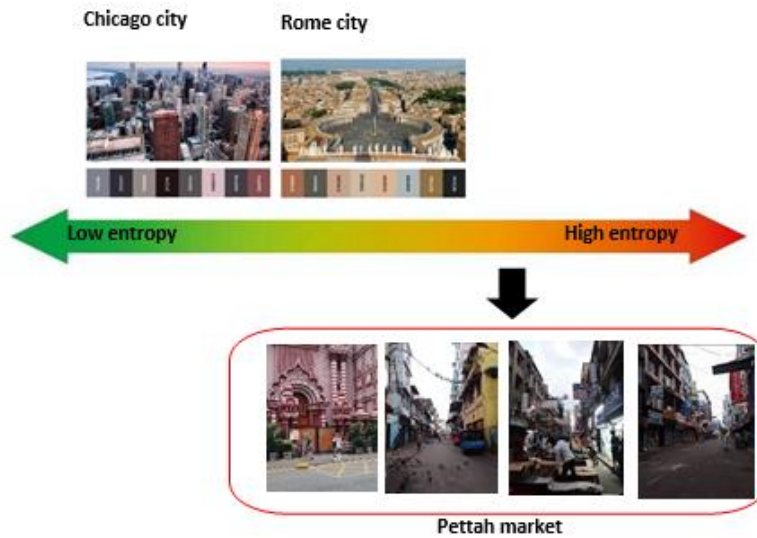 Chicago city
Rome city
Low entropy
High entropy
Pettah market